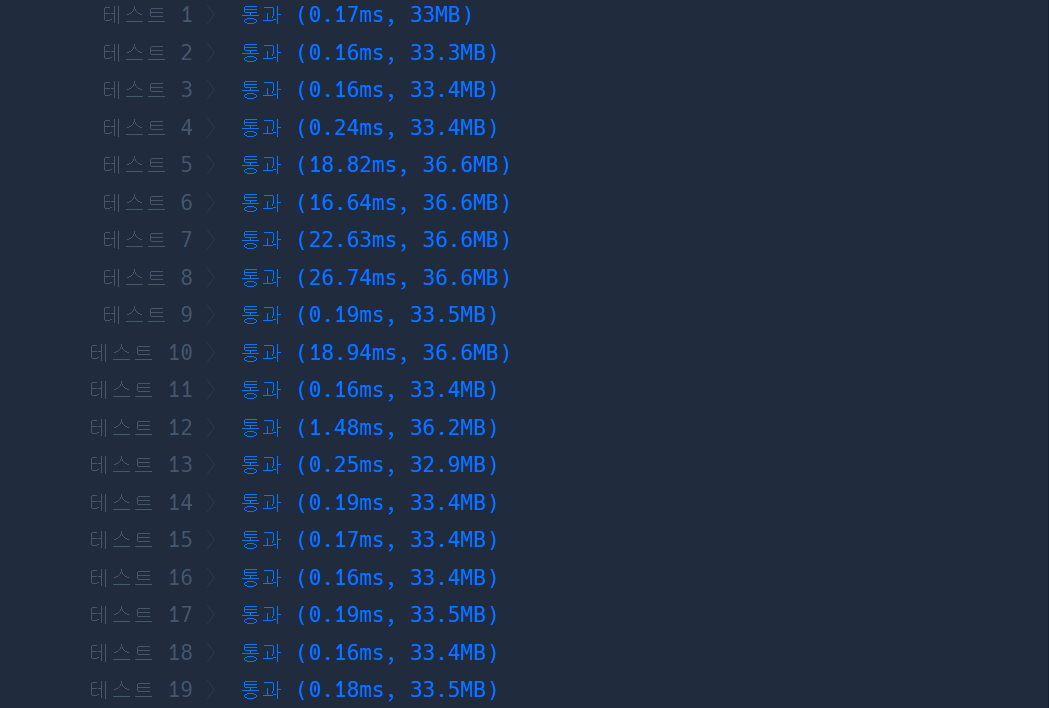 테스트 1 〉 통과 (0.17ms, 33MB)
테스트 2 〉 통과 (0.16ms, 33.3MB)
테스트 3 〉 통과 (0.16ms, 33.4MB)
테스트 4 〉 통과 (0.24ms, 33.4MB)
테스트 5 〉 통과 (18.82ms, 36.6MB)
테스트 6 〉 통과 (16.64ms, 36.6MB)
테스트 7 〉 통과 (22.63ms, 36.6MB)
테스트 8 〉 통과 (26.74ms, 36.6MB)
테스트 9 〉 통과 (0.19ms, 33.5MB)
테스트 10 〉 통과 (18.94ms, 36.6MB)
테스트 11 〉 통과 (0.16ms, 33.4MB)
테스트 12 〉 통과 (1.48ms, 36.2MB)
테스트 13 〉 통과 (0.25ms, 32.9MB)
테스트 14 〉 통과 (0.19ms, 33.4MB)
테스트 15 〉 통과 (0.17ms, 33.4MB)
테스트 16 〉 통과 (0.16ms, 33.4MB)
테스트 17 〉 통과 (0.19ms, 33.5MB)
테스트 18 〉 통과 (0.16ms, 33.4MB)
테스트 19 〉 통과 (0.18ms, 33.5MB)